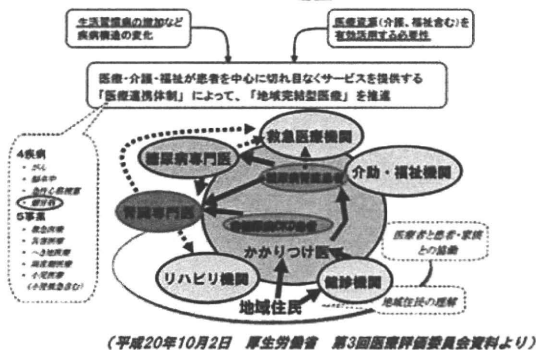 生活習慣病の増加など
疾病構造の変化
医療資源(介護、福祉含む)を
有効活用する必要性
医療・介護・福祉が患者を中心に切れ目なくサービスを提供する
「医療連携体制」によって、「地域完結型医療」を推進
救急医療機関
糖尿病専門医
介助・福祉機関
4疾病
・がん
・脳卒中
・急性心筋梗塞
・糖尿病
腎臓専門医
5事業
・救急医療
・災害医療
・へき地医療
・周産期医療
・小児医療
(小児救急含む)
かかりつけ医
医療者と患者・家族
との協働
リハビリ機関
健診機関
地域住民
地域住民の理解
(平成20年10月2日 厚生労働省 第3回医療評価委員会資料より)